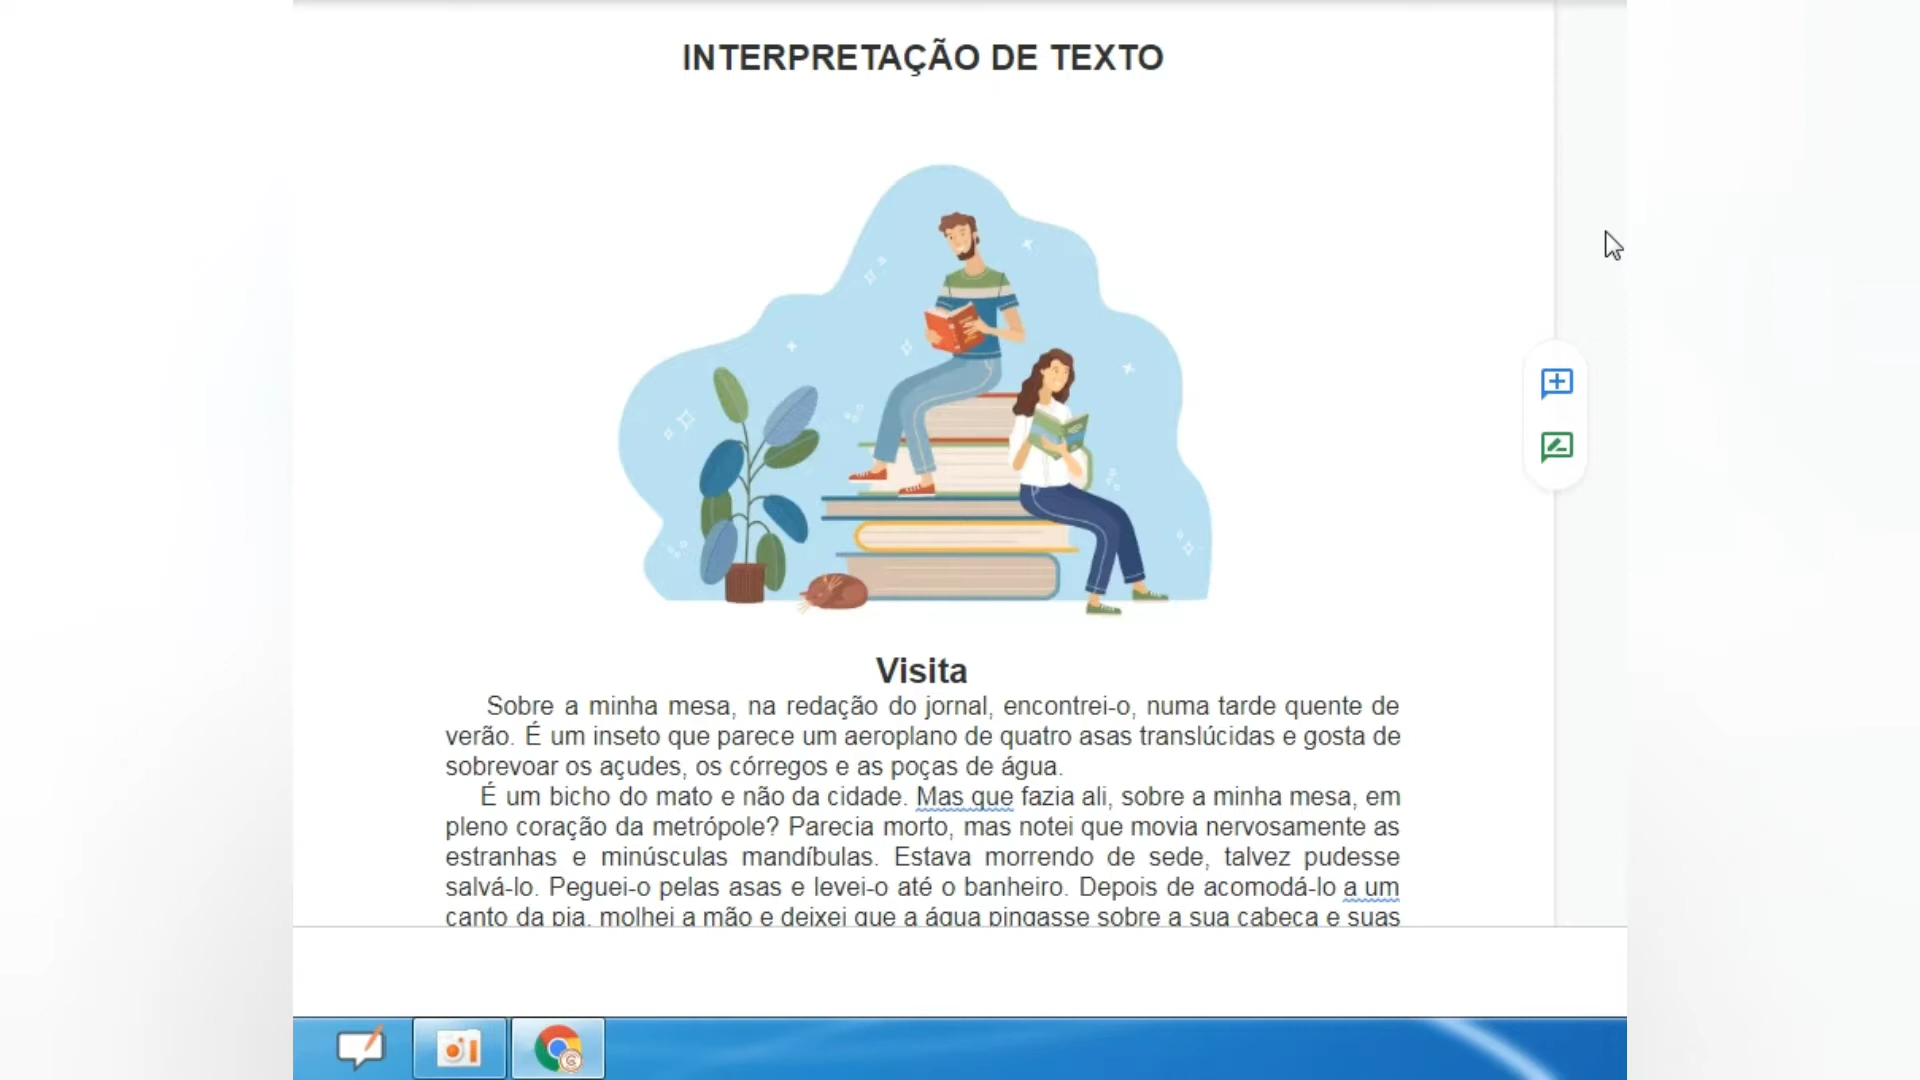 INTERPRETAÇÃO DE TEXTO
Visita
Sobre a minha mesa, na redação do jornal, encontrei-o, numa tarde quente de
verão. É um inseto que parece um aeroplano de quatro asas translúcidas e gosta de
sobrevoar os açudes, os córregos e as poças de água.
É um bicho do mato e não da cidade. Mas que fazia ali, sobre a minha mesa, em
pleno coração da metrópole? Parecia morto, mas notei que movia nervosamente as
estranhas e minúsculas mandíbulas. Estava morrendo de sede, talvez pudesse
salvá-lo. Peguei-o pelas asas e levei-o até o banheiro. Depois de acomodá-lo a um
canto da pia, molhei a mão e deixei que a água pingasse sobre a sua cabeça e suas